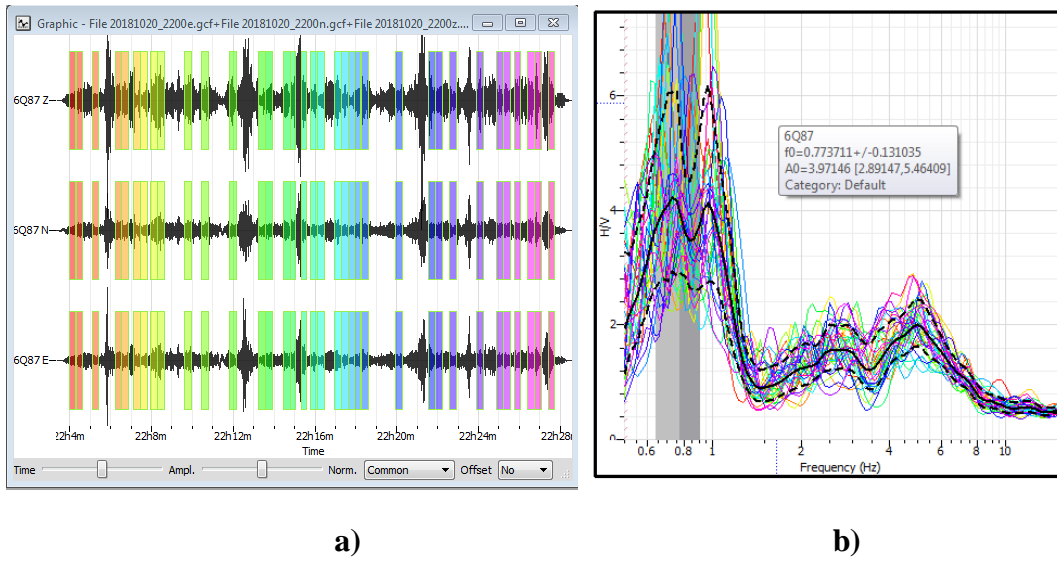 Graphic - File 20181020_2200e.gcf+File 20181020_2200n.gcf+File 20181020_2200z....
6Q87 Z
6Q87 N
6Q87 E
22h4m 22h8m 22h12m 22h16m 22h20m 22h24m 22h28m
Time
Time Ampl. Norm. Common Offset No
a)
6
4
2
0
H/V
6Q87
f0=0.773711+/-0.131035
A0=3.97146 [2.89147,5.46409]
Category: Default
0.6 0.8 1 2 4 6 8 10
Frequency (Hz)
b)